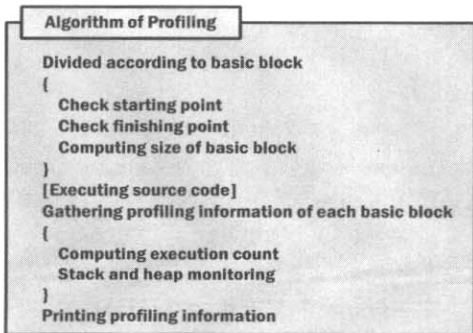 Algorithm of Profiling
Divided according to basic block
{
Check starting point
Check finishing point
Computing size of basic block
}
[Executing source code]
Gathering profiling information of each basic block
{
Computing execution count
Stack and heap monitoring
}
Printing profiling information